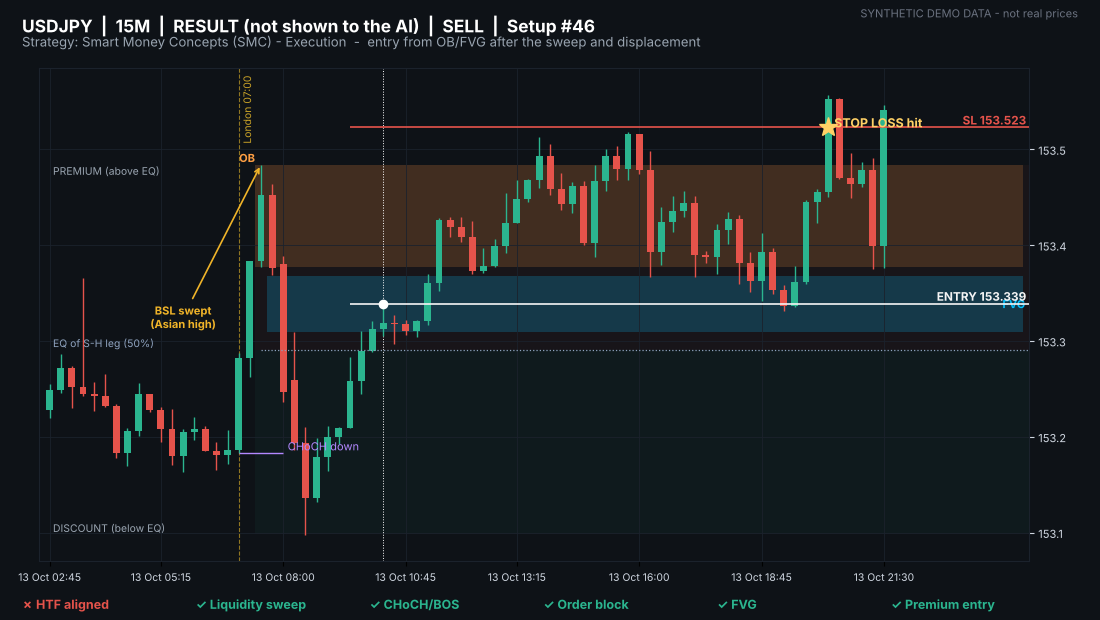 SYNTHETIC DEMO DATA - not real prices
USDJPY | 15M | RESULT (not shown to the AI) | SELL | Setup #46
Strategy: Smart Money Concepts (SMC) - Execution - entry from OB/FVG after the sweep and displacement
London 07:00
STOP LOSS hit
SL 153.523
OB
PREMIUM (above EQ)
ENTRY 153.339
FVG
BSL swept
(Asian high)
EQ of S-H leg (50%)
CHoCH down
DISCOUNT (below EQ)
153.5
153.4
153.3
153.2
153.1
13 Oct 02:45
13 Oct 05:15
13 Oct 08:00
13 Oct 10:45
13 Oct 13:15
13 Oct 16:00
13 Oct 18:45
13 Oct 21:30
× HTF aligned
✓ Liquidity sweep
✓ CHoCH/BOS
✓ Order block
✓ FVG
✓ Premium entry